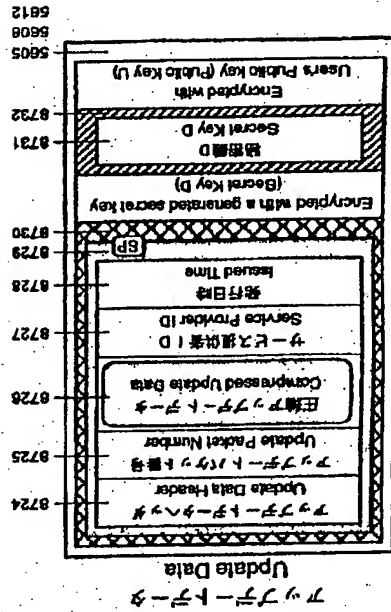 アップデートデータ
Update Data
アップデートデータヘッダ
Update Data Header
8724
アップデートパケット番号
Update Packet Number
8725
圧縮アップデートデータ
Compressed Update Data
8726
サービス提供者ID
Service Provider ID
8727
発行日時
Issued Time
8728
SP
8729
8730
Encrypted with a generated secret key
(Secret Key D)
秘密鍵D
Secret Key D
8731
8732
Encrypted with
User's Public key (Public Key U)
5605
5608
5612